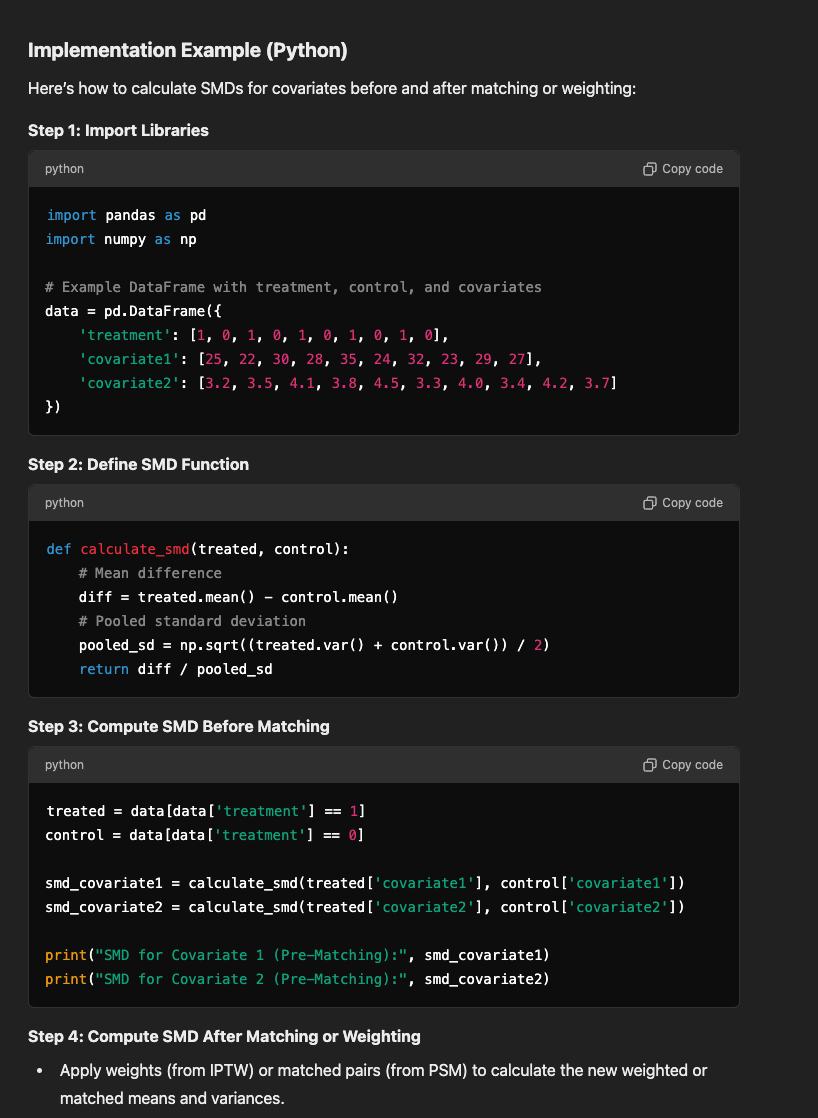 Implementation Example (Python)
Here's how to calculate SMDs for covariates before and after matching or weighting:
Step 1: Import Libraries
python
Copy code
import pandas as pd
import numpy as np
# Example DataFrame with treatment, control, and covariates
data = pd.DataFrame({
    'treatment': [1, 0, 1, 0, 1, 0, 1, 0, 1, 0],
    'covariate1': [25, 22, 30, 28, 35, 24, 32, 23, 29, 27],
    'covariate2': [3.2, 3.5, 4.1, 3.8, 4.5, 3.3, 4.0, 3.4, 4.2, 3.7]
})
Step 2: Define SMD Function
python
Copy code
def calculate_smd(treated, control):
    # Mean difference
    diff = treated.mean() - control.mean()
    # Pooled standard deviation
    pooled_sd = np.sqrt((treated.var() + control.var()) / 2)
    return diff / pooled_sd
Step 3: Compute SMD Before Matching
python
Copy code
treated = data[data['treatment'] == 1]
control = data[data['treatment'] == 0]
smd_covariate1 = calculate_smd(treated['covariate1'], control['covariate1'])
smd_covariate2 = calculate_smd(treated['covariate2'], control['covariate2'])
print("SMD for Covariate 1 (Pre-Matching):", smd_covariate1)
print("SMD for Covariate 2 (Pre-Matching):", smd_covariate2)
Step 4: Compute SMD After Matching or Weighting
• Apply weights (from IPTW) or matched pairs (from PSM) to calculate the new weighted or
matched means and variances.